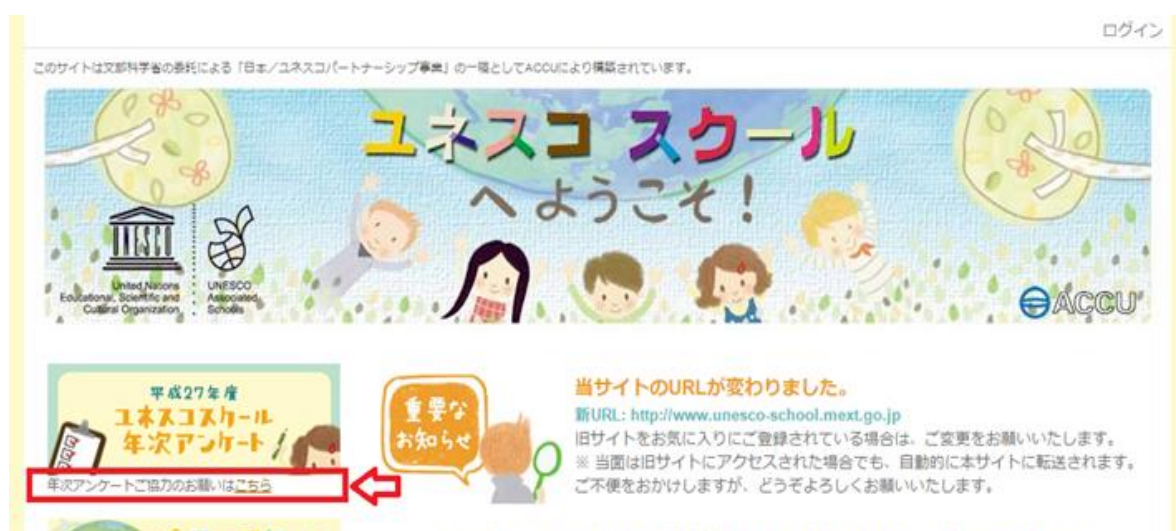 ログイン
このサイトは文部科学省の委託による「日本/ユネスコパートナーシップ事業」の一環としてACCUにより構築されています。
ユネスコ スクール
へようこそ!
UNESCO
United Nations
Educational, Scientific and
Cultural Organization
UNESCO
Associated
Schools
ACCU
平成27年度
ユネスコスクール
年次アンケート
年次アンケートご協力のお願いはこちら
重要な
お知らせ
当サイトのURLが変わりました。
新URL: http://www.unesco-school.mext.go.jp
旧サイトをお気に入りにご登録されている場合は、ご変更をお願いいたします。
※ 当面は旧サイトにアクセスされた場合でも、自動的に本サイトに転送されます。
ご不便をおかけしますが、どうぞよろしくお願いいたします。